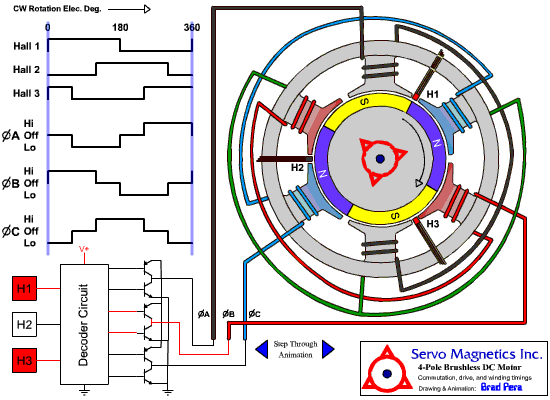 CW Rotation Elec. Deg.
0 180 360
Hall 1
Hall 2
Hall 3
Hi
ØA Off
Lo
Hi
ØB Off
Lo
Hi
ØC Off
Lo
V+
H1
H2
H3
Decoder Circuit
ØA ØB ØC
Step Through
Animation
H1
H2
H3
S
N
S
N
Servo Magnetics Inc.
4-Pole Brushless DC Motor
Commutation, drive, and winding timings
Drawing & Animation: Brad Pera